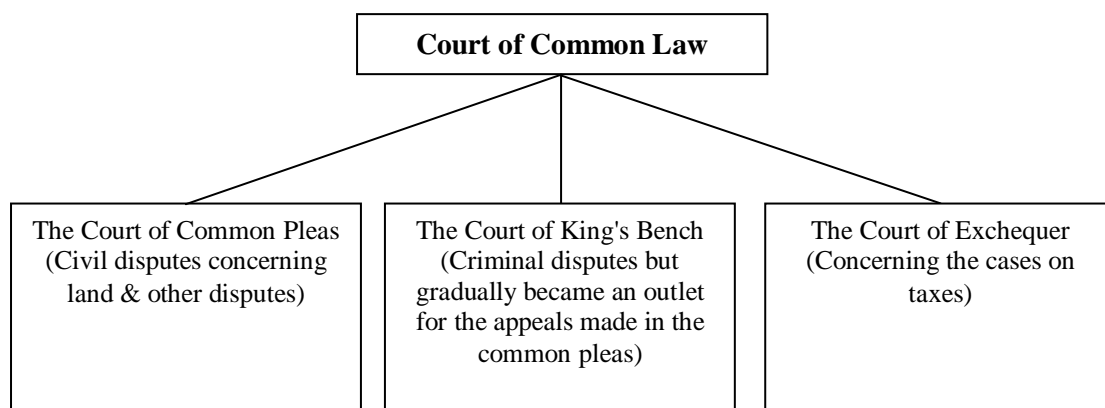 Court of Common Law
The Court of Common Pleas
(Civil disputes concerning
land & other disputes)
The Court of King's Bench
(Criminal disputes but
gradually became an outlet
for the appeals made in the
common pleas)
The Court of Exchequer
(Concerning the cases on
taxes)